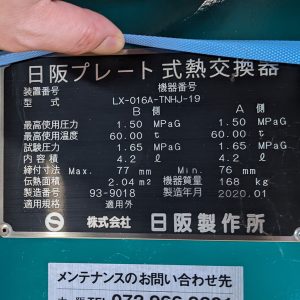 日阪プレート式熱交換器
装置番号 機器番号
型式 LX-016A-TNHJ-19
B 側 A 側
最高使用圧力 1.50 MPaG 1.50 MPaG
最高使用温度 60.00 t 60.00 t
試験圧力 1.65 MPaG 1.65 MPaG
内容積 4.2 ℓ 4.2 ℓ
締付寸法 Max. 77 mm Min. 76 mm
伝熱面積 2.04 m² 機器質量 168 kg
製造番号 93-9018 製造年月 2020.01
適用規格 適用外
株式会社 日阪製作所
メンテナンスのお問い合わせ先